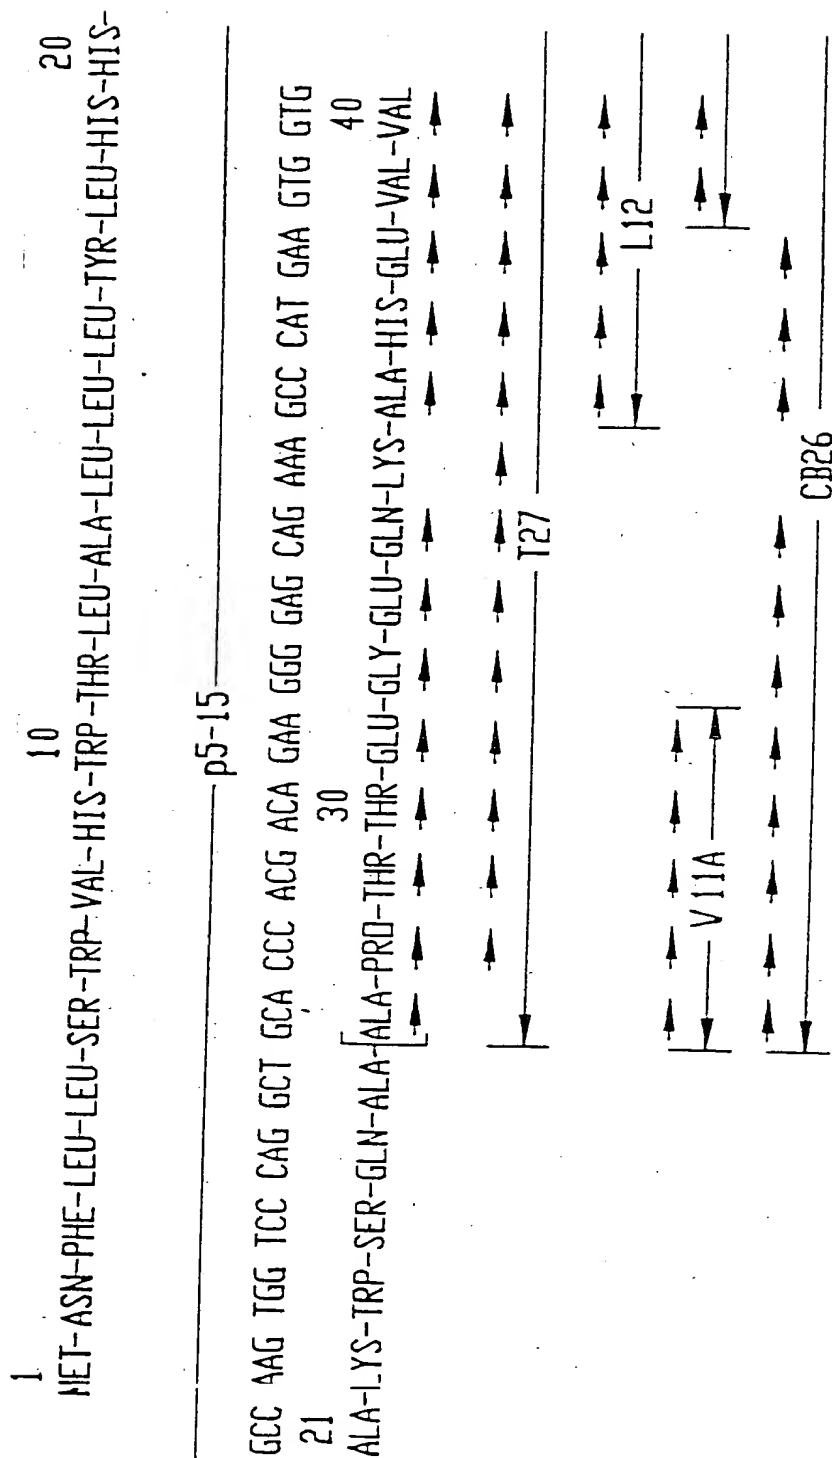 1 10 20
MET-ASN-PHE-LEU-LEU-SER-TRP-VAL-HIS-TRP-THR-LEU-ALA-LEU-LEU-LEU-TYR-LEU-HIS-HIS-
p5-15
GCC AAG TGG TCC CAG GCT GCA CCC ACG ACA GAA GGG GAG CAG AAA GCC CAT GAA GTG GTG
21 30 40
ALA-LYS-TRP-SER-GLN-ALA-ALA-PRO-THR-THR-GLU-GLY-GLU-GLN-LYS-ALA-HIS-GLU-VAL-VAL
T27
L12
V11A
CB26